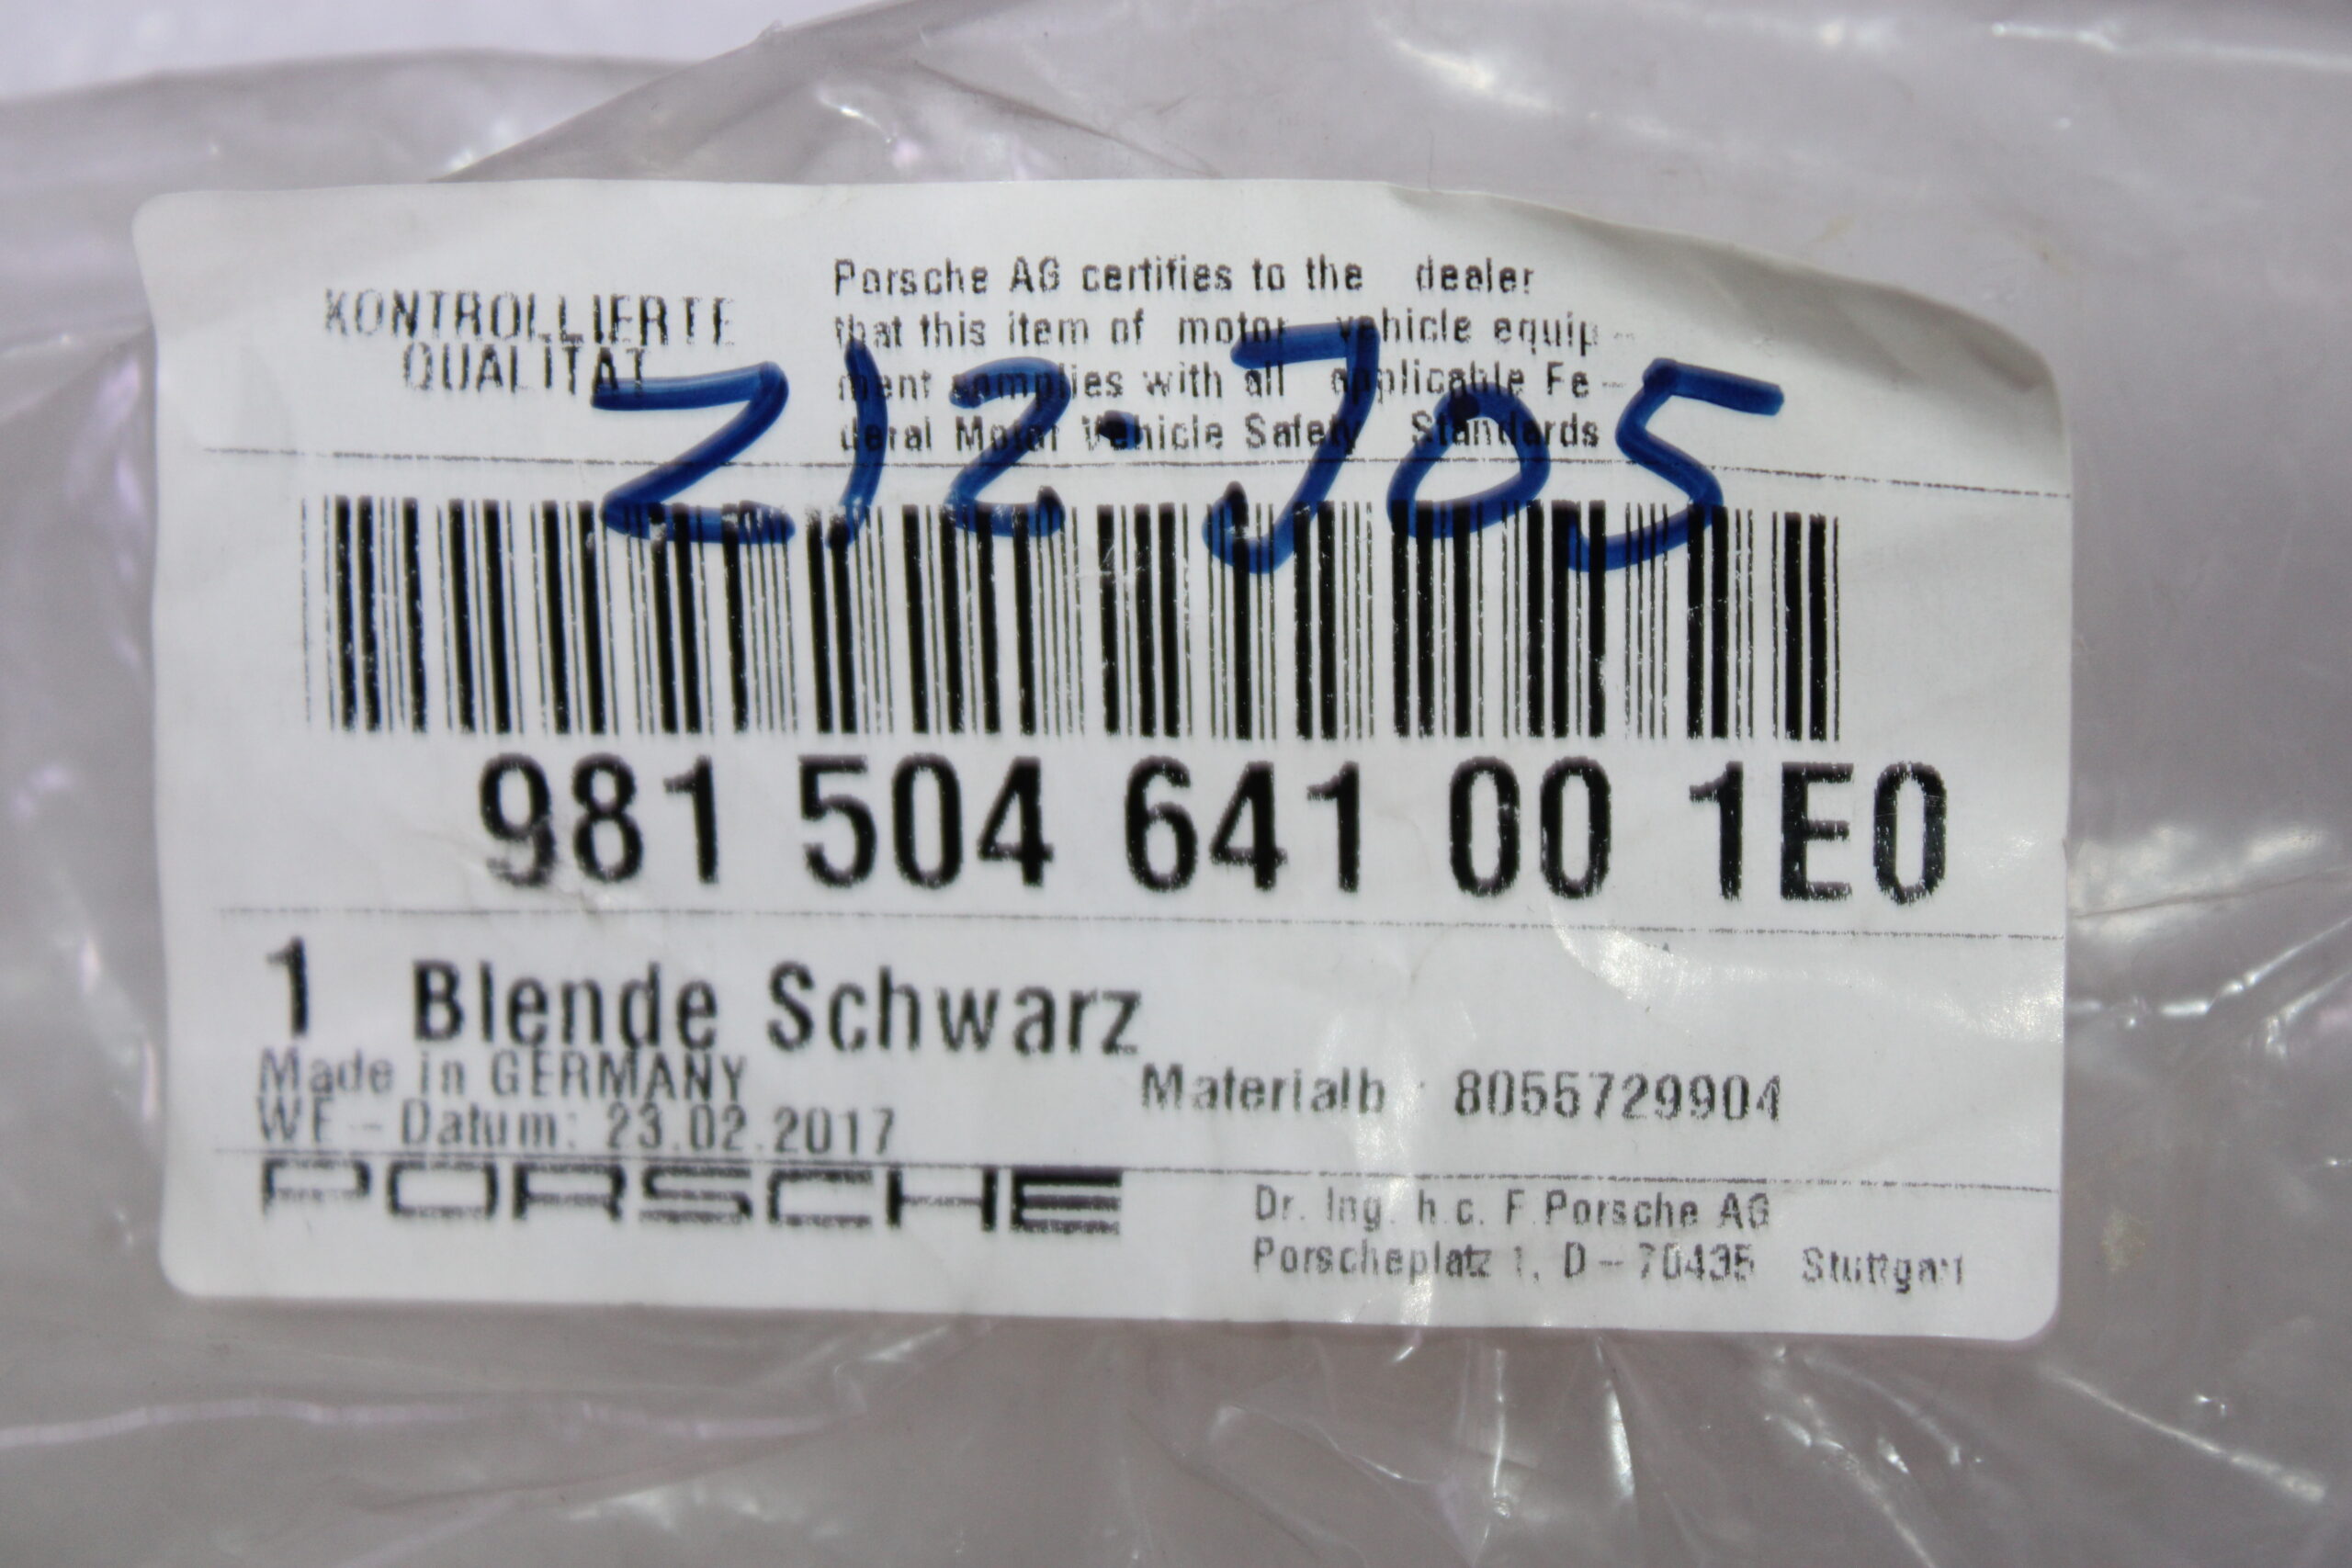 KONTROLLIERTE
QUALITAT
Porsche AG certifies to the dealer
that this item of motor vehicle equip-
ment complies with all applicable Fe-
deral Motor Vehicle Safety Standards
212.J05
981 504 641 00 1E0
1 Blende Schwarz
Made in GERMANY
WE-Datum: 23.02.2017
Materialb : 8055729904
PORSCHE
Dr. Ing. h.c. F.Porsche AG
Porscheplatz 1, D-70435 Stuttgart